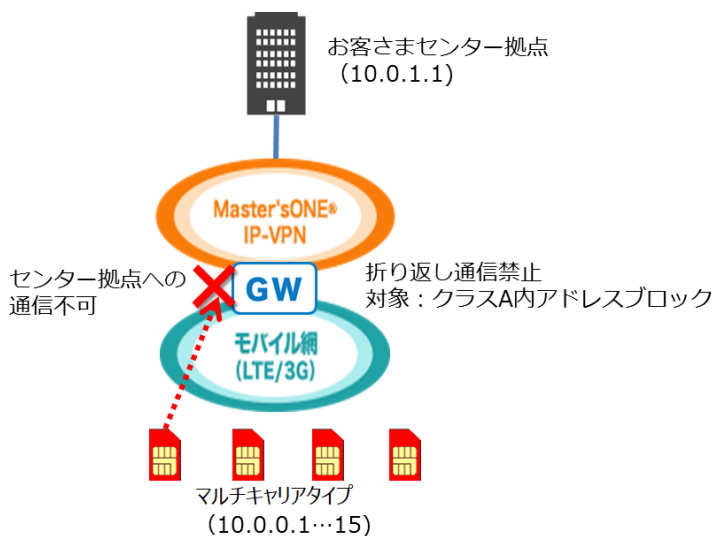 お客さまセンター拠点
（10.0.1.1)
Master'sONE®
IP-VPN
センター拠点への
通信不可
GW
折り返し通信禁止
対象：クラスA内アドレスブロック
モバイル網
(LTE/3G)
マルチキャリアタイプ
（10.0.0.1…15)